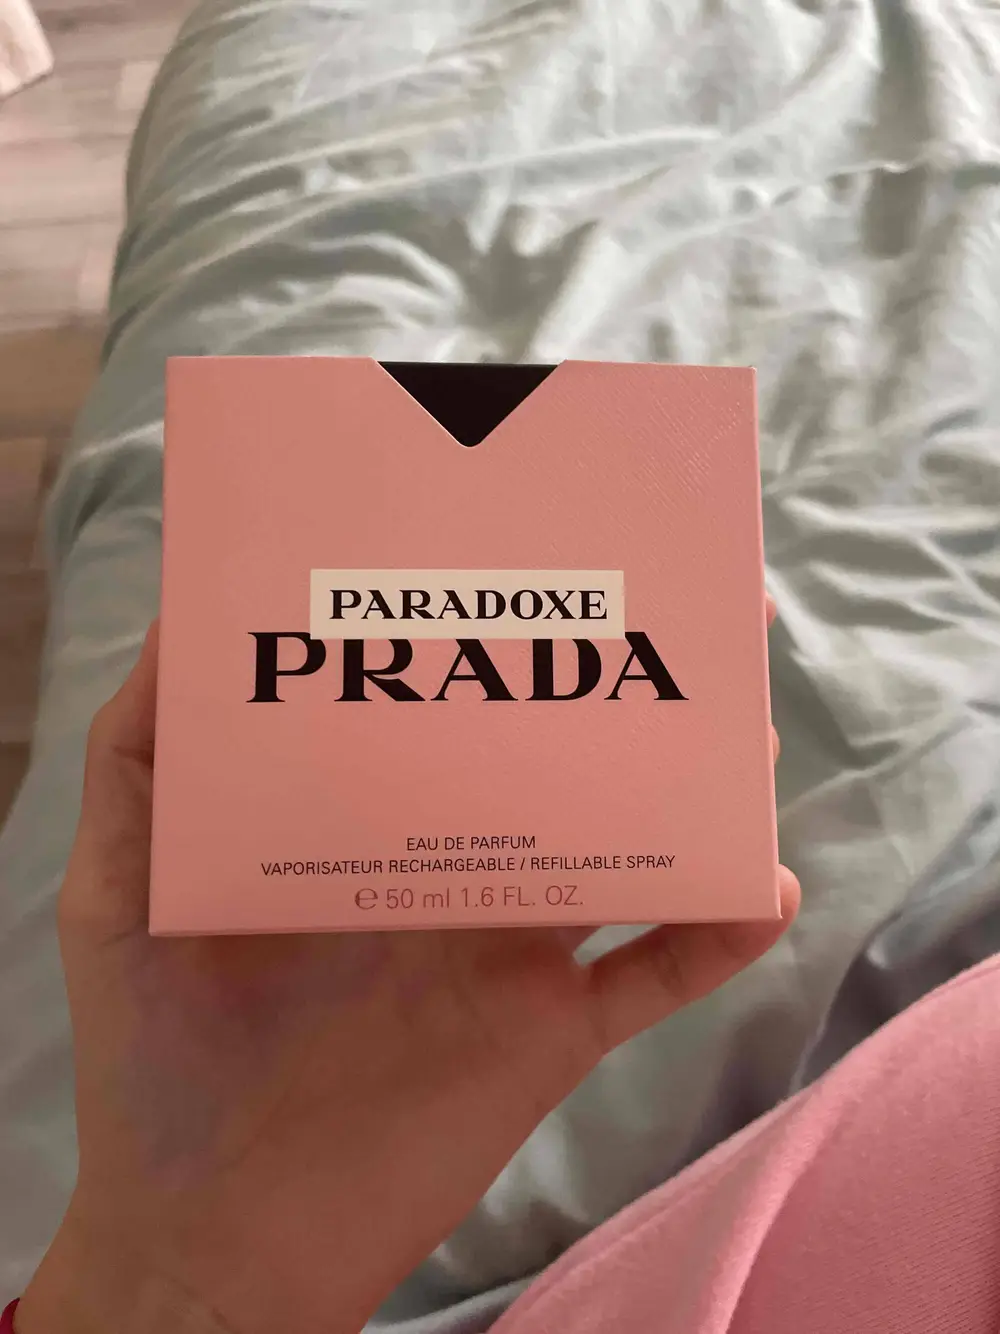 PARADOXE
PRADA
EAU DE PARFUM
VAPORISATEUR RECHARGEABLE / REFILLABLE SPRAY
℮ 50 ml 1.6 FL. OZ.